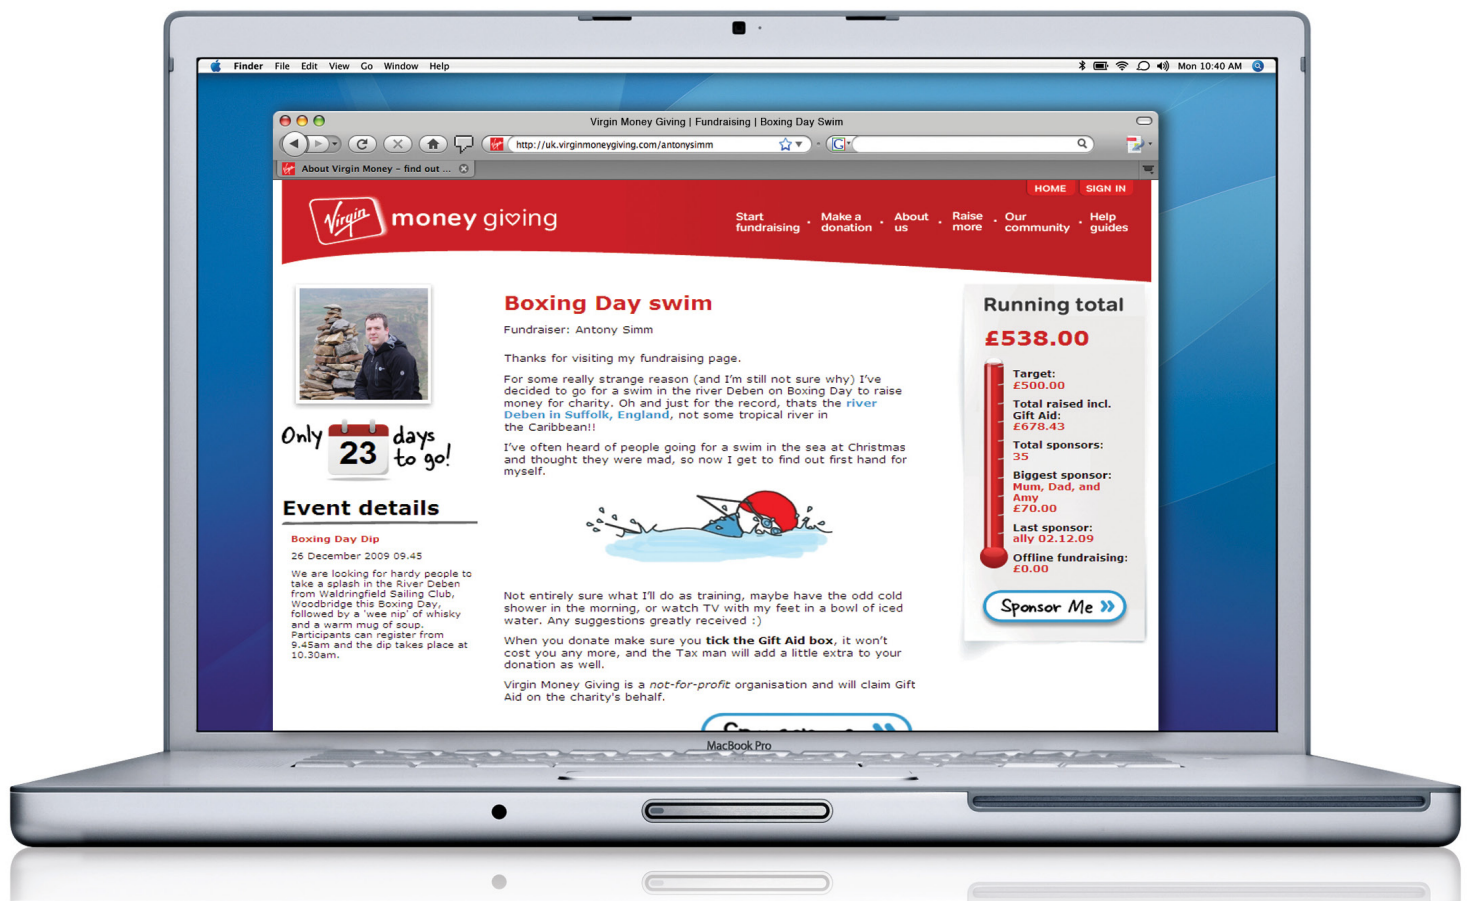 Finder File Edit View Go Window Help
Mon 10:40 AM
Virgin Money Giving | Fundraising | Boxing Day Swim
http://uk.virginmoneygiving.com/antonysimm
G
About Virgin Money – find out ...
HOME SIGN IN
Virgin money giving
Start fundraising
Make a donation
About us
Raise more
Our community
Help guides
Only 23 days to go!
Event details
Boxing Day Dip
26 December 2009 09.45
We are looking for hardy people to
take a splash in the River Deben
from Waldringfield Sailing Club,
Woodbridge this Boxing Day,
followed by a 'wee nip' of whisky
and a warm mug of soup.
Participants can register from
9.45am and the dip takes place at
10.30am.
Boxing Day swim
Fundraiser: Antony Simm
Thanks for visiting my fundraising page.
For some really strange reason (and I'm still not sure why) I've
decided to go for a swim in the river Deben on Boxing Day to raise
money for charity. Oh and just for the record, thats the river
Deben in Suffolk, England, not some tropical river in
the Caribbean!!
I've often heard of people going for a swim in the sea at Christmas
and thought they were mad, so now I get to find out first hand for
myself.
Not entirely sure what I'll do as training, maybe have the odd cold
shower in the morning, or watch TV with my feet in a bowl of iced
water. Any suggestions greatly received :)
When you donate make sure you tick the Gift Aid box, it won't
cost you any more, and the Tax man will add a little extra to your
donation as well.
Virgin Money Giving is a not-for-profit organisation and will claim Gift
Aid on the charity's behalf.
Running total
£538.00
Target:
£500.00
Total raised incl.
Gift Aid:
£678.43
Total sponsors:
35
Biggest sponsor:
Mum, Dad, and
Amy
£70.00
Last sponsor:
ally 02.12.09
Offline fundraising:
£0.00
Sponsor Me
MacBook Pro